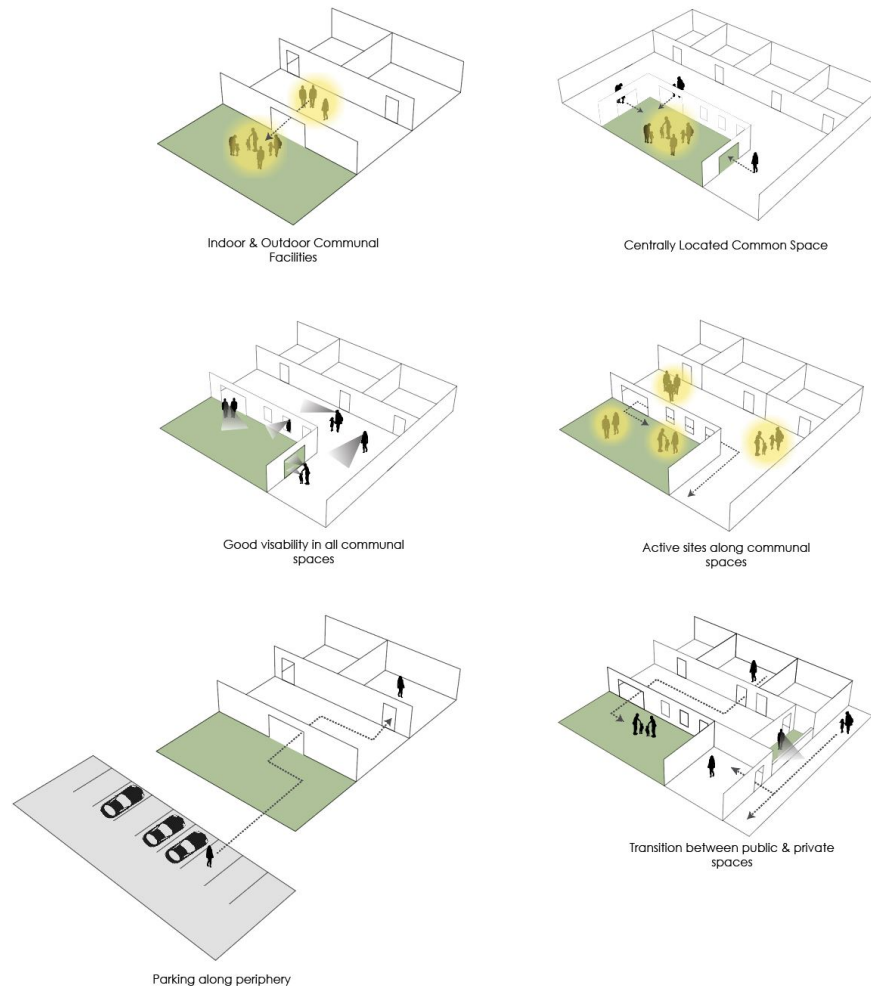 Indoor & Outdoor Communal
Facilities
Centrally Located Common Space
Good visability in all communal
spaces
Active sites along communal
spaces
Parking along periphery
Transition between public & private
spaces